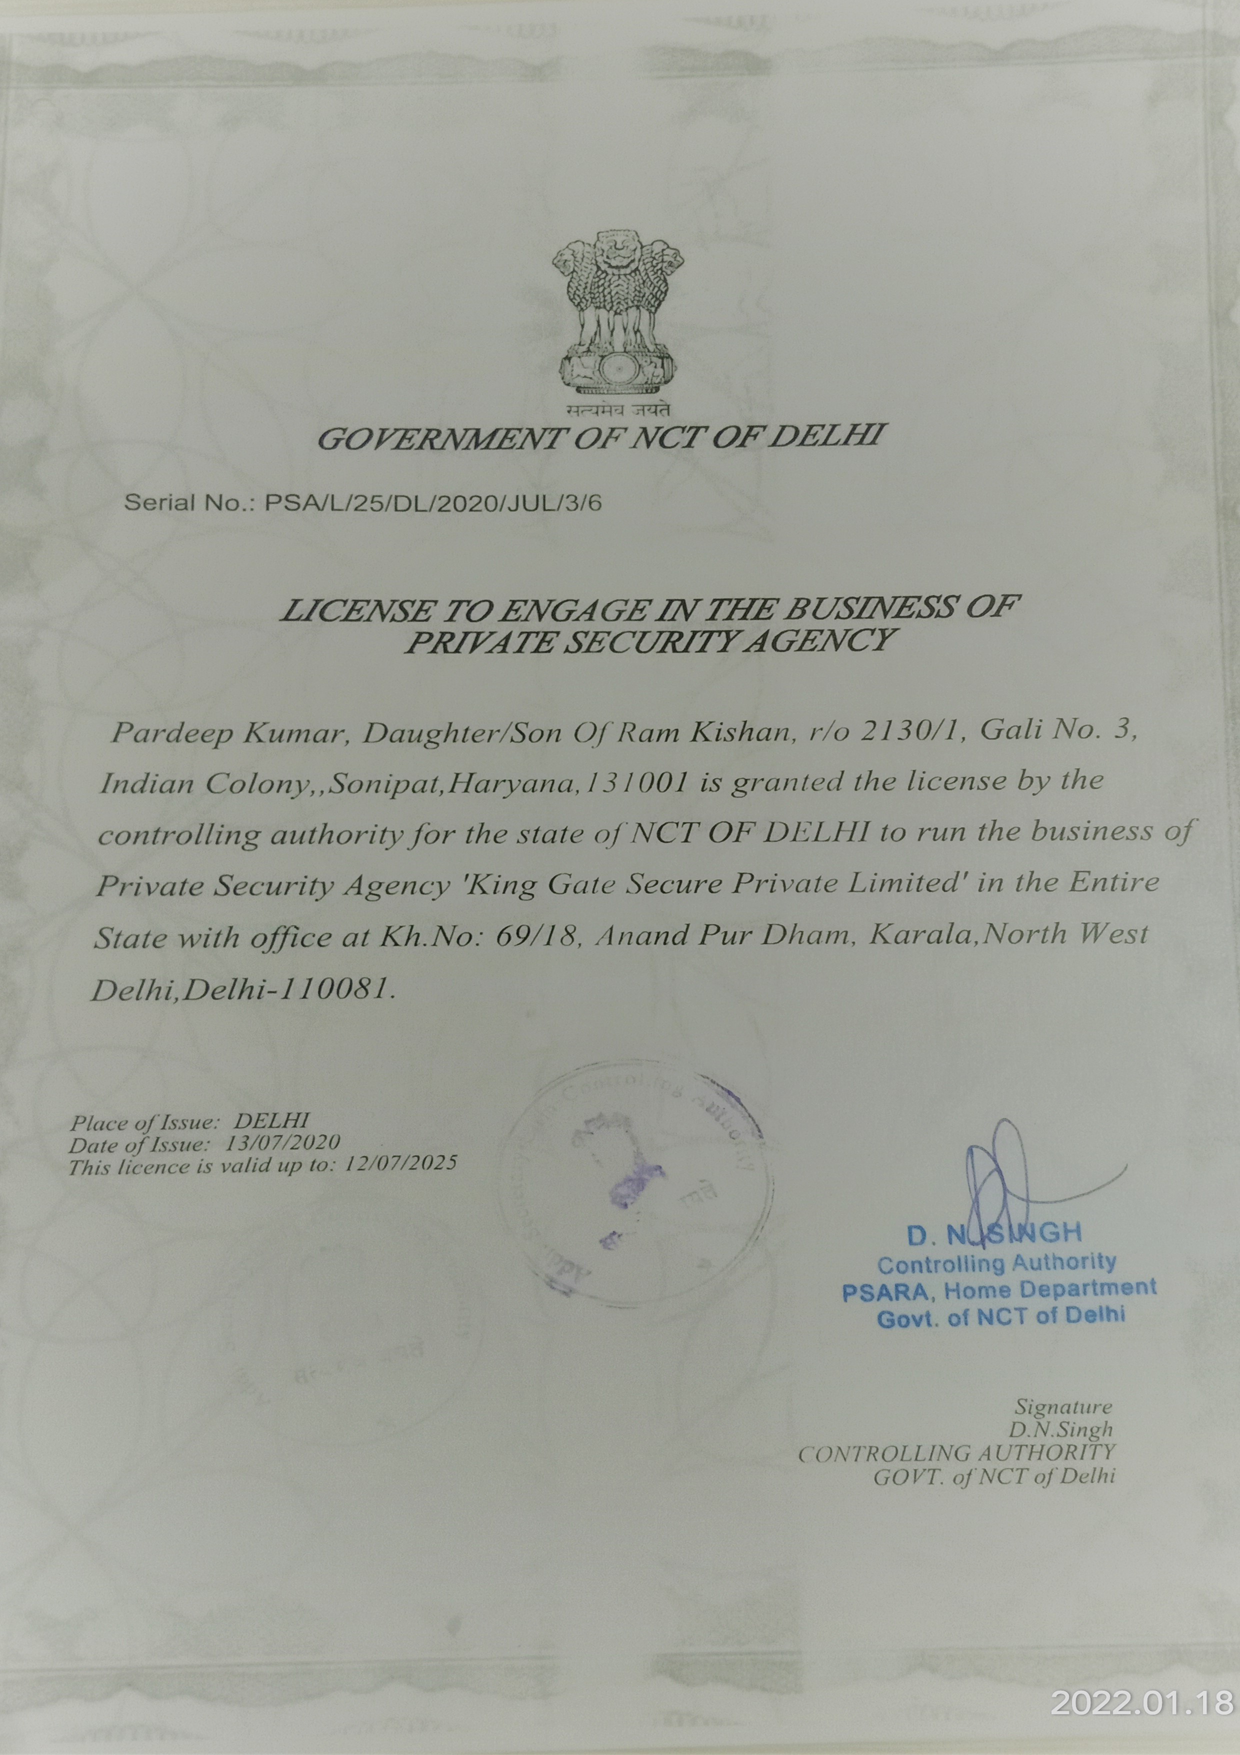 सत्यमेव जयते
GOVERNMENT OF NCT OF DELHI
Serial No.: PSA/L/25/DL/2020/JUL/3/6
LICENSE TO ENGAGE IN THE BUSINESS OF
PRIVATE SECURITY AGENCY
Pardeep Kumar, Daughter/Son Of Ram Kishan, r/o 2130/1, Gali No. 3,
Indian Colony,,Sonipat,Haryana,131001 is granted the license by the
controlling authority for the state of NCT OF DELHI to run the business of
Private Security Agency 'King Gate Secure Private Limited' in the Entire
State with office at Kh.No: 69/18, Anand Pur Dham, Karala,North West
Delhi,Delhi-110081.
Place of Issue: DELHI
Date of Issue: 13/07/2020
This licence is valid up to: 12/07/2025
Controlling Authority
D. N. SINGH
Controlling Authority
PSARA, Home Department
Govt. of NCT of Delhi
Signature
D.N.Singh
CONTROLLING AUTHORITY
GOVT. of NCT of Delhi
2022.01.18